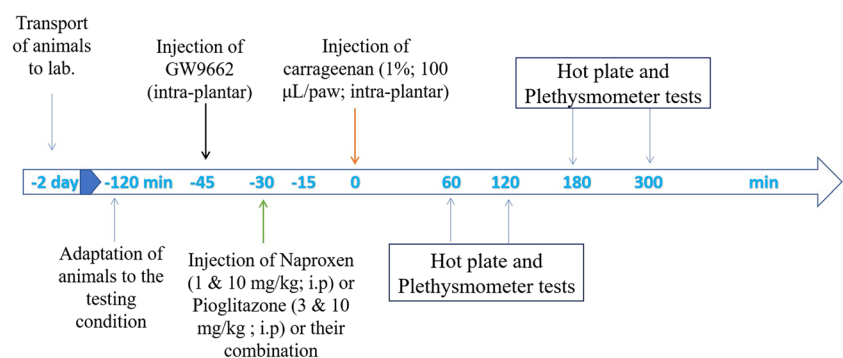 Transport
of animals
to lab.
Injection of
GW9662
(intra-plantar)
Injection of
carrageenan (1%; 100
µL/paw; intra-plantar)
Hot plate and
Plethysmometer tests
-2 day -120 min -45 -30 -15 0 60 120 180 300 min
Adaptation of
animals to the
testing
condition
Injection of Naproxen
(1 & 10 mg/kg; i.p) or
Pioglitazone (3 & 10
mg/kg ; i.p) or their
combination
Hot plate and
Plethysmometer tests